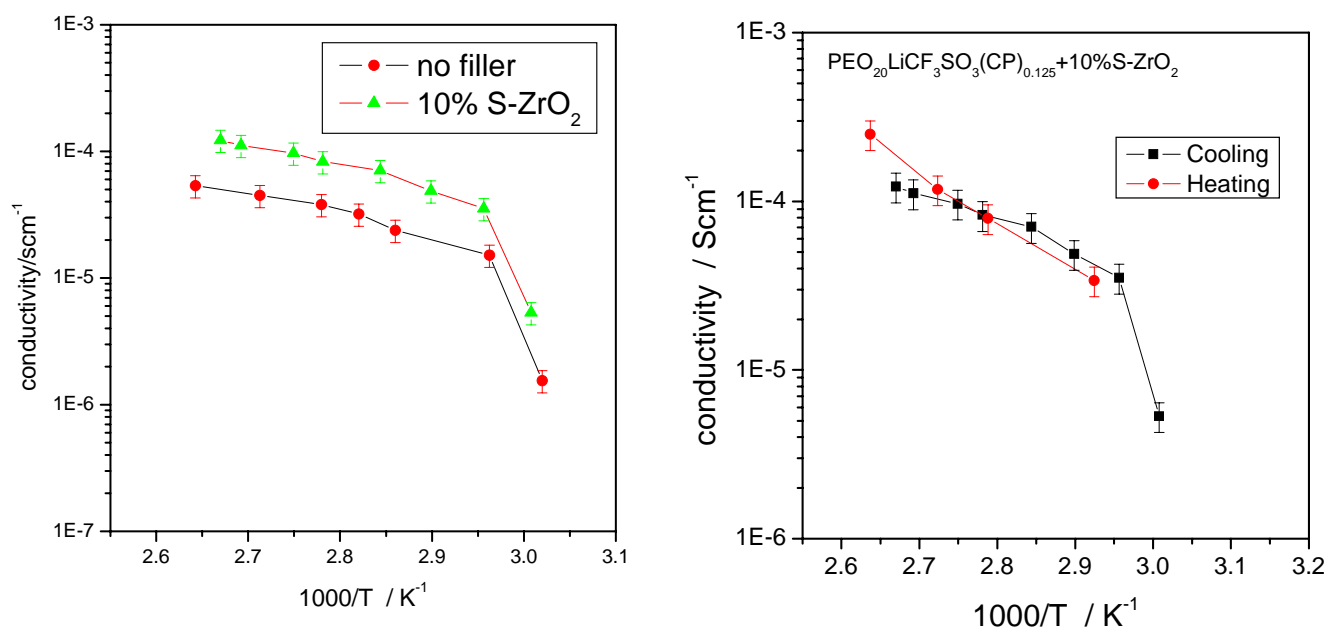 1E-3
1E-4
1E-5
1E-6
1E-7
conductivity/scm⁻¹
no filler
10% S-ZrO₂
2.6 2.7 2.8 2.9 3.0 3.1
1000/T / K⁻¹
1E-3
1E-4
1E-5
1E-6
conductivity / Scm⁻¹
PEO₂₀LiCF₃SO₃(CP)₀.₁₂₅+10%S-ZrO₂
Cooling
Heating
2.6 2.7 2.8 2.9 3.0 3.1 3.2
1000/T / K⁻¹